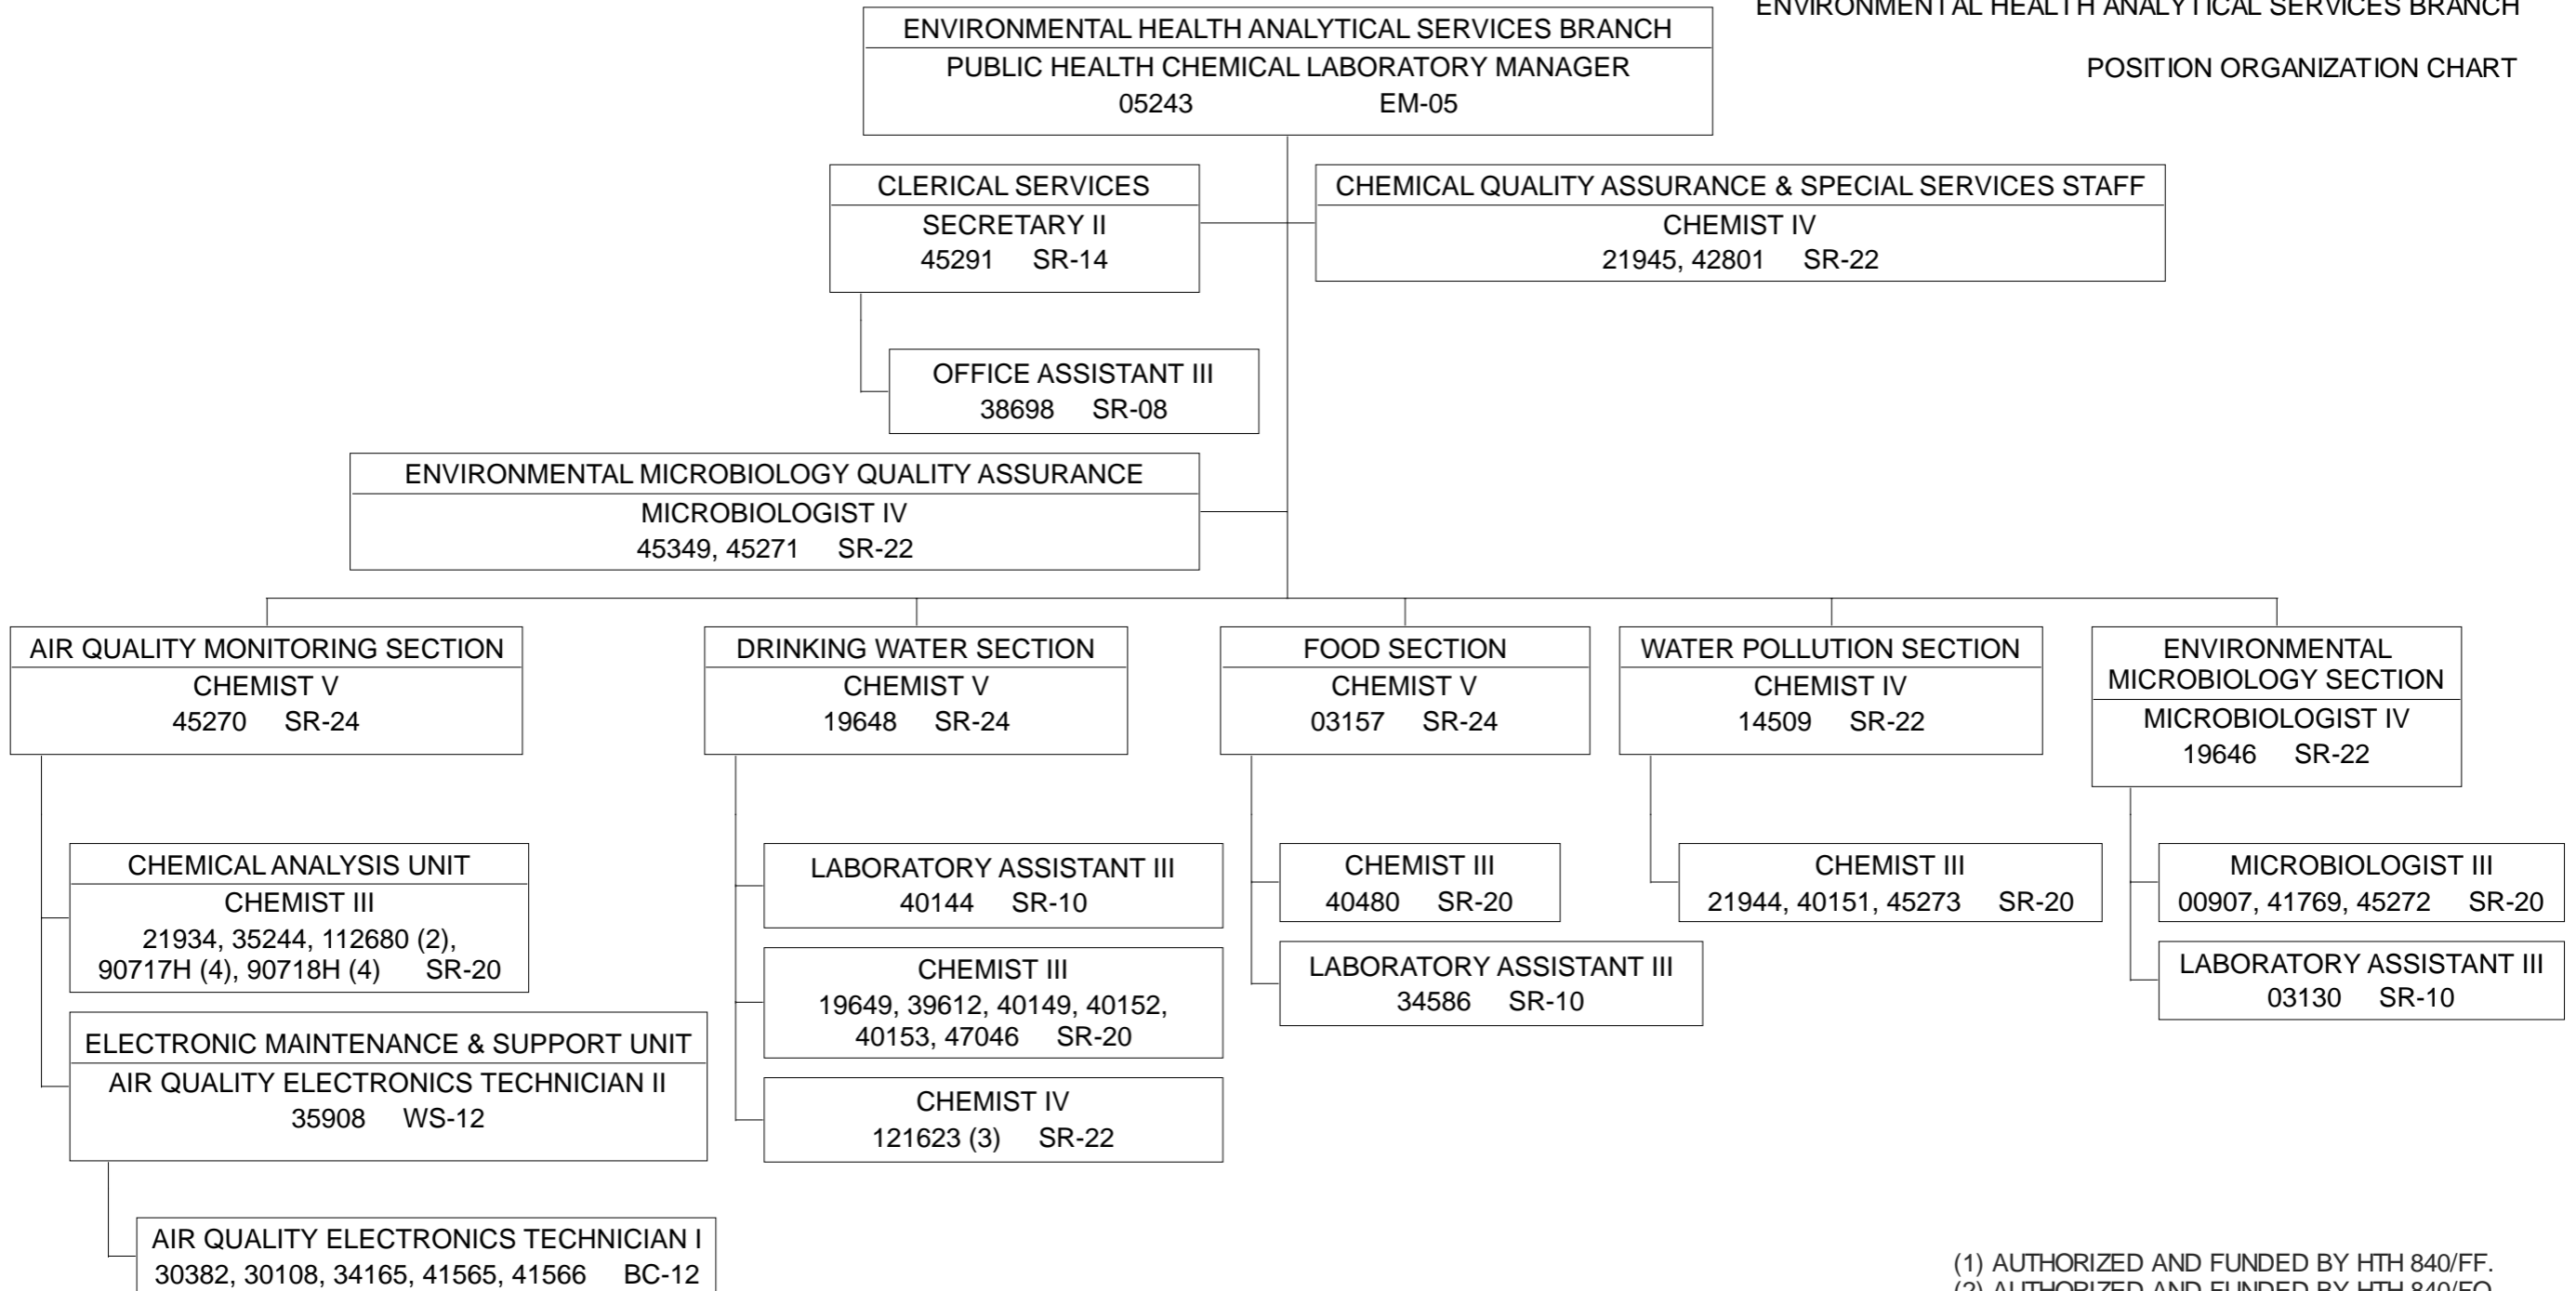 ENVIRONMENTAL HEALTH ANALYTICAL SERVICES BRANCH
POSITION ORGANIZATION CHART
ENVIRONMENTAL HEALTH ANALYTICAL SERVICES BRANCH
PUBLIC HEALTH CHEMICAL LABORATORY MANAGER
05243 EM-05
CLERICAL SERVICES
SECRETARY II
45291 SR-14
CHEMICAL QUALITY ASSURANCE & SPECIAL SERVICES STAFF
CHEMIST IV
21945, 42801 SR-22
OFFICE ASSISTANT III
38698 SR-08
ENVIRONMENTAL MICROBIOLOGY QUALITY ASSURANCE
MICROBIOLOGIST IV
45349, 45271 SR-22
AIR QUALITY MONITORING SECTION
CHEMIST V
45270 SR-24
CHEMICAL ANALYSIS UNIT
CHEMIST III
21934, 35244, 112680 (2),
90717H (4), 90718H (4) SR-20
ELECTRONIC MAINTENANCE & SUPPORT UNIT
AIR QUALITY ELECTRONICS TECHNICIAN II
35908 WS-12
AIR QUALITY ELECTRONICS TECHNICIAN I
30382, 30108, 34165, 41565, 41566 BC-12
DRINKING WATER SECTION
CHEMIST V
19648 SR-24
LABORATORY ASSISTANT III
40144 SR-10
CHEMIST III
19649, 39612, 40149, 40152,
40153, 47046 SR-20
CHEMIST IV
121623 (3) SR-22
FOOD SECTION
CHEMIST V
03157 SR-24
CHEMIST III
40480 SR-20
LABORATORY ASSISTANT III
34586 SR-10
WATER POLLUTION SECTION
CHEMIST IV
14509 SR-22
CHEMIST III
21944, 40151, 45273 SR-20
ENVIRONMENTAL
MICROBIOLOGY SECTION
MICROBIOLOGIST IV
19646 SR-22
MICROBIOLOGIST III
00907, 41769, 45272 SR-20
LABORATORY ASSISTANT III
03130 SR-10
(1) AUTHORIZED AND FUNDED BY HTH 840/FF.
(2) AUTHORIZED AND FUNDED BY HTH